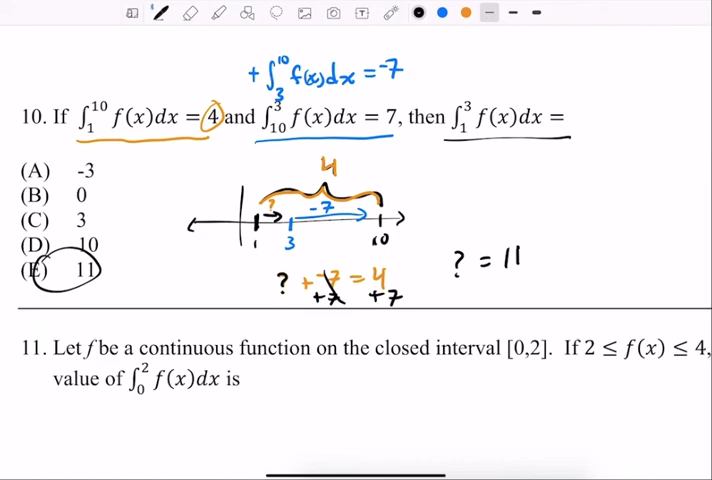 +∫₃¹⁰ f(x)dx = -7
10. If ∫₁¹⁰ f(x)dx = 4 and ∫₁₀³ f(x)dx = 7, then ∫₁³ f(x)dx =
(A) -3
(B) 0
(C) 3
(D) 10
(E) 11
4
? -7
1 3 10
? + -7 = 4
+7 +7
? = 11
11. Let f be a continuous function on the closed interval [0,2]. If 2 ≤ f(x) ≤ 4,
value of ∫₀² f(x)dx is